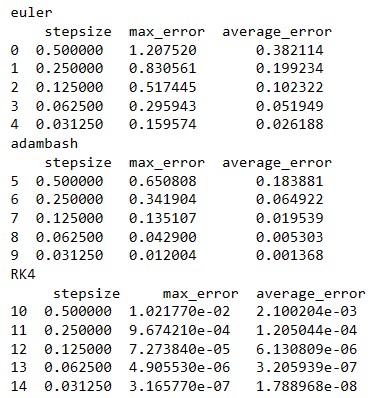 euler
stepsize max_error average_error
0 0.500000 1.207520 0.382114
1 0.250000 0.830561 0.199234
2 0.125000 0.517445 0.102322
3 0.062500 0.295943 0.051949
4 0.031250 0.159574 0.026188
adambash
stepsize max_error average_error
5 0.500000 0.650808 0.183881
6 0.250000 0.341904 0.064922
7 0.125000 0.135107 0.019539
8 0.062500 0.042900 0.005303
9 0.031250 0.012004 0.001368
RK4
stepsize max_error average_error
10 0.500000 1.021770e-02 2.100204e-03
11 0.250000 9.674210e-04 1.205044e-04
12 0.125000 7.273840e-05 6.130809e-06
13 0.062500 4.905530e-06 3.205939e-07
14 0.031250 3.165770e-07 1.788968e-08